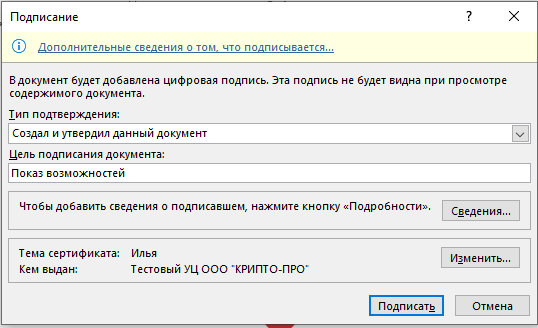 Подписание
Дополнительные сведения о том, что подписывается...
В документ будет добавлена цифровая подпись. Эта подпись не будет видна при просмотре
содержимого документа.
Тип подтверждения:
Создал и утвердил данный документ
Цель подписания документа:
Показ возможностей
Чтобы добавить сведения о подписавшем, нажмите кнопку «Подробности».
Сведения...
Тема сертификата: Илья
Изменить...
Кем выдан: Тестовый УЦ ООО "КРИПТО-ПРО"
Подписать Отмена